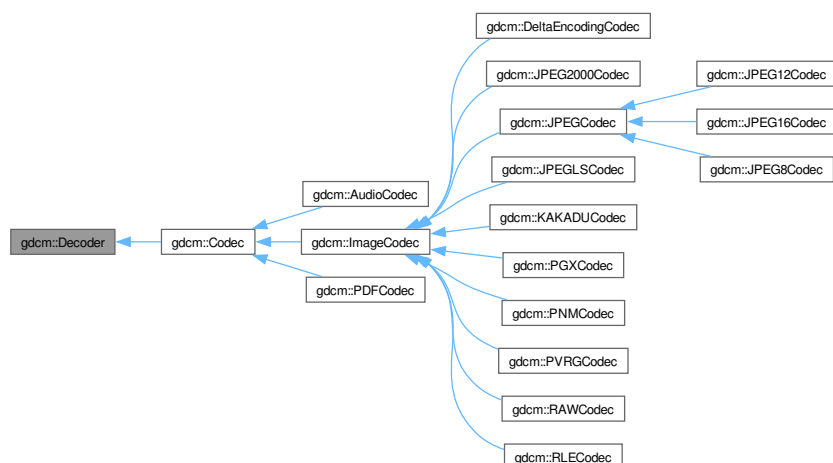 gdcm::DeltaEncodingCodec
gdcm::JPEG2000Codec
gdcm::JPEG12Codec
gdcm::JPEGCodec
gdcm::JPEG16Codec
gdcm::JPEGLSCodec
gdcm::JPEG8Codec
gdcm::AudioCodec
gdcm::KAKADUCodec
gdcm::Decoder
gdcm::Codec
gdcm::ImageCodec
gdcm::PGXCodec
gdcm::PDFCodec
gdcm::PNMCodec
gdcm::PVRGCodec
gdcm::RAWCodec
gdcm::RLECodec